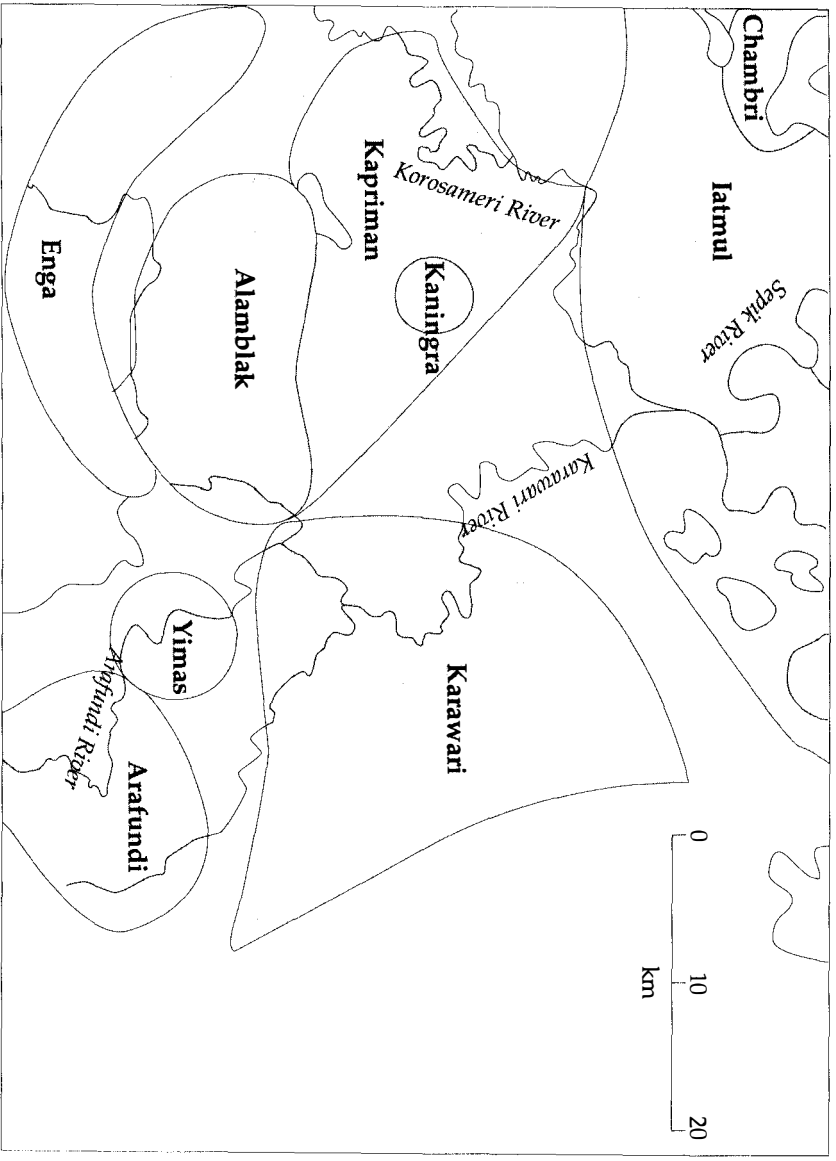 Chambri
Iatmul
Sepik River
0 10 20
km
Karawari River
Korosameri River
Karawari
Kaningra
Kapriman
Alamblak
Yimas
Arafundi
Arafundi River
Enga